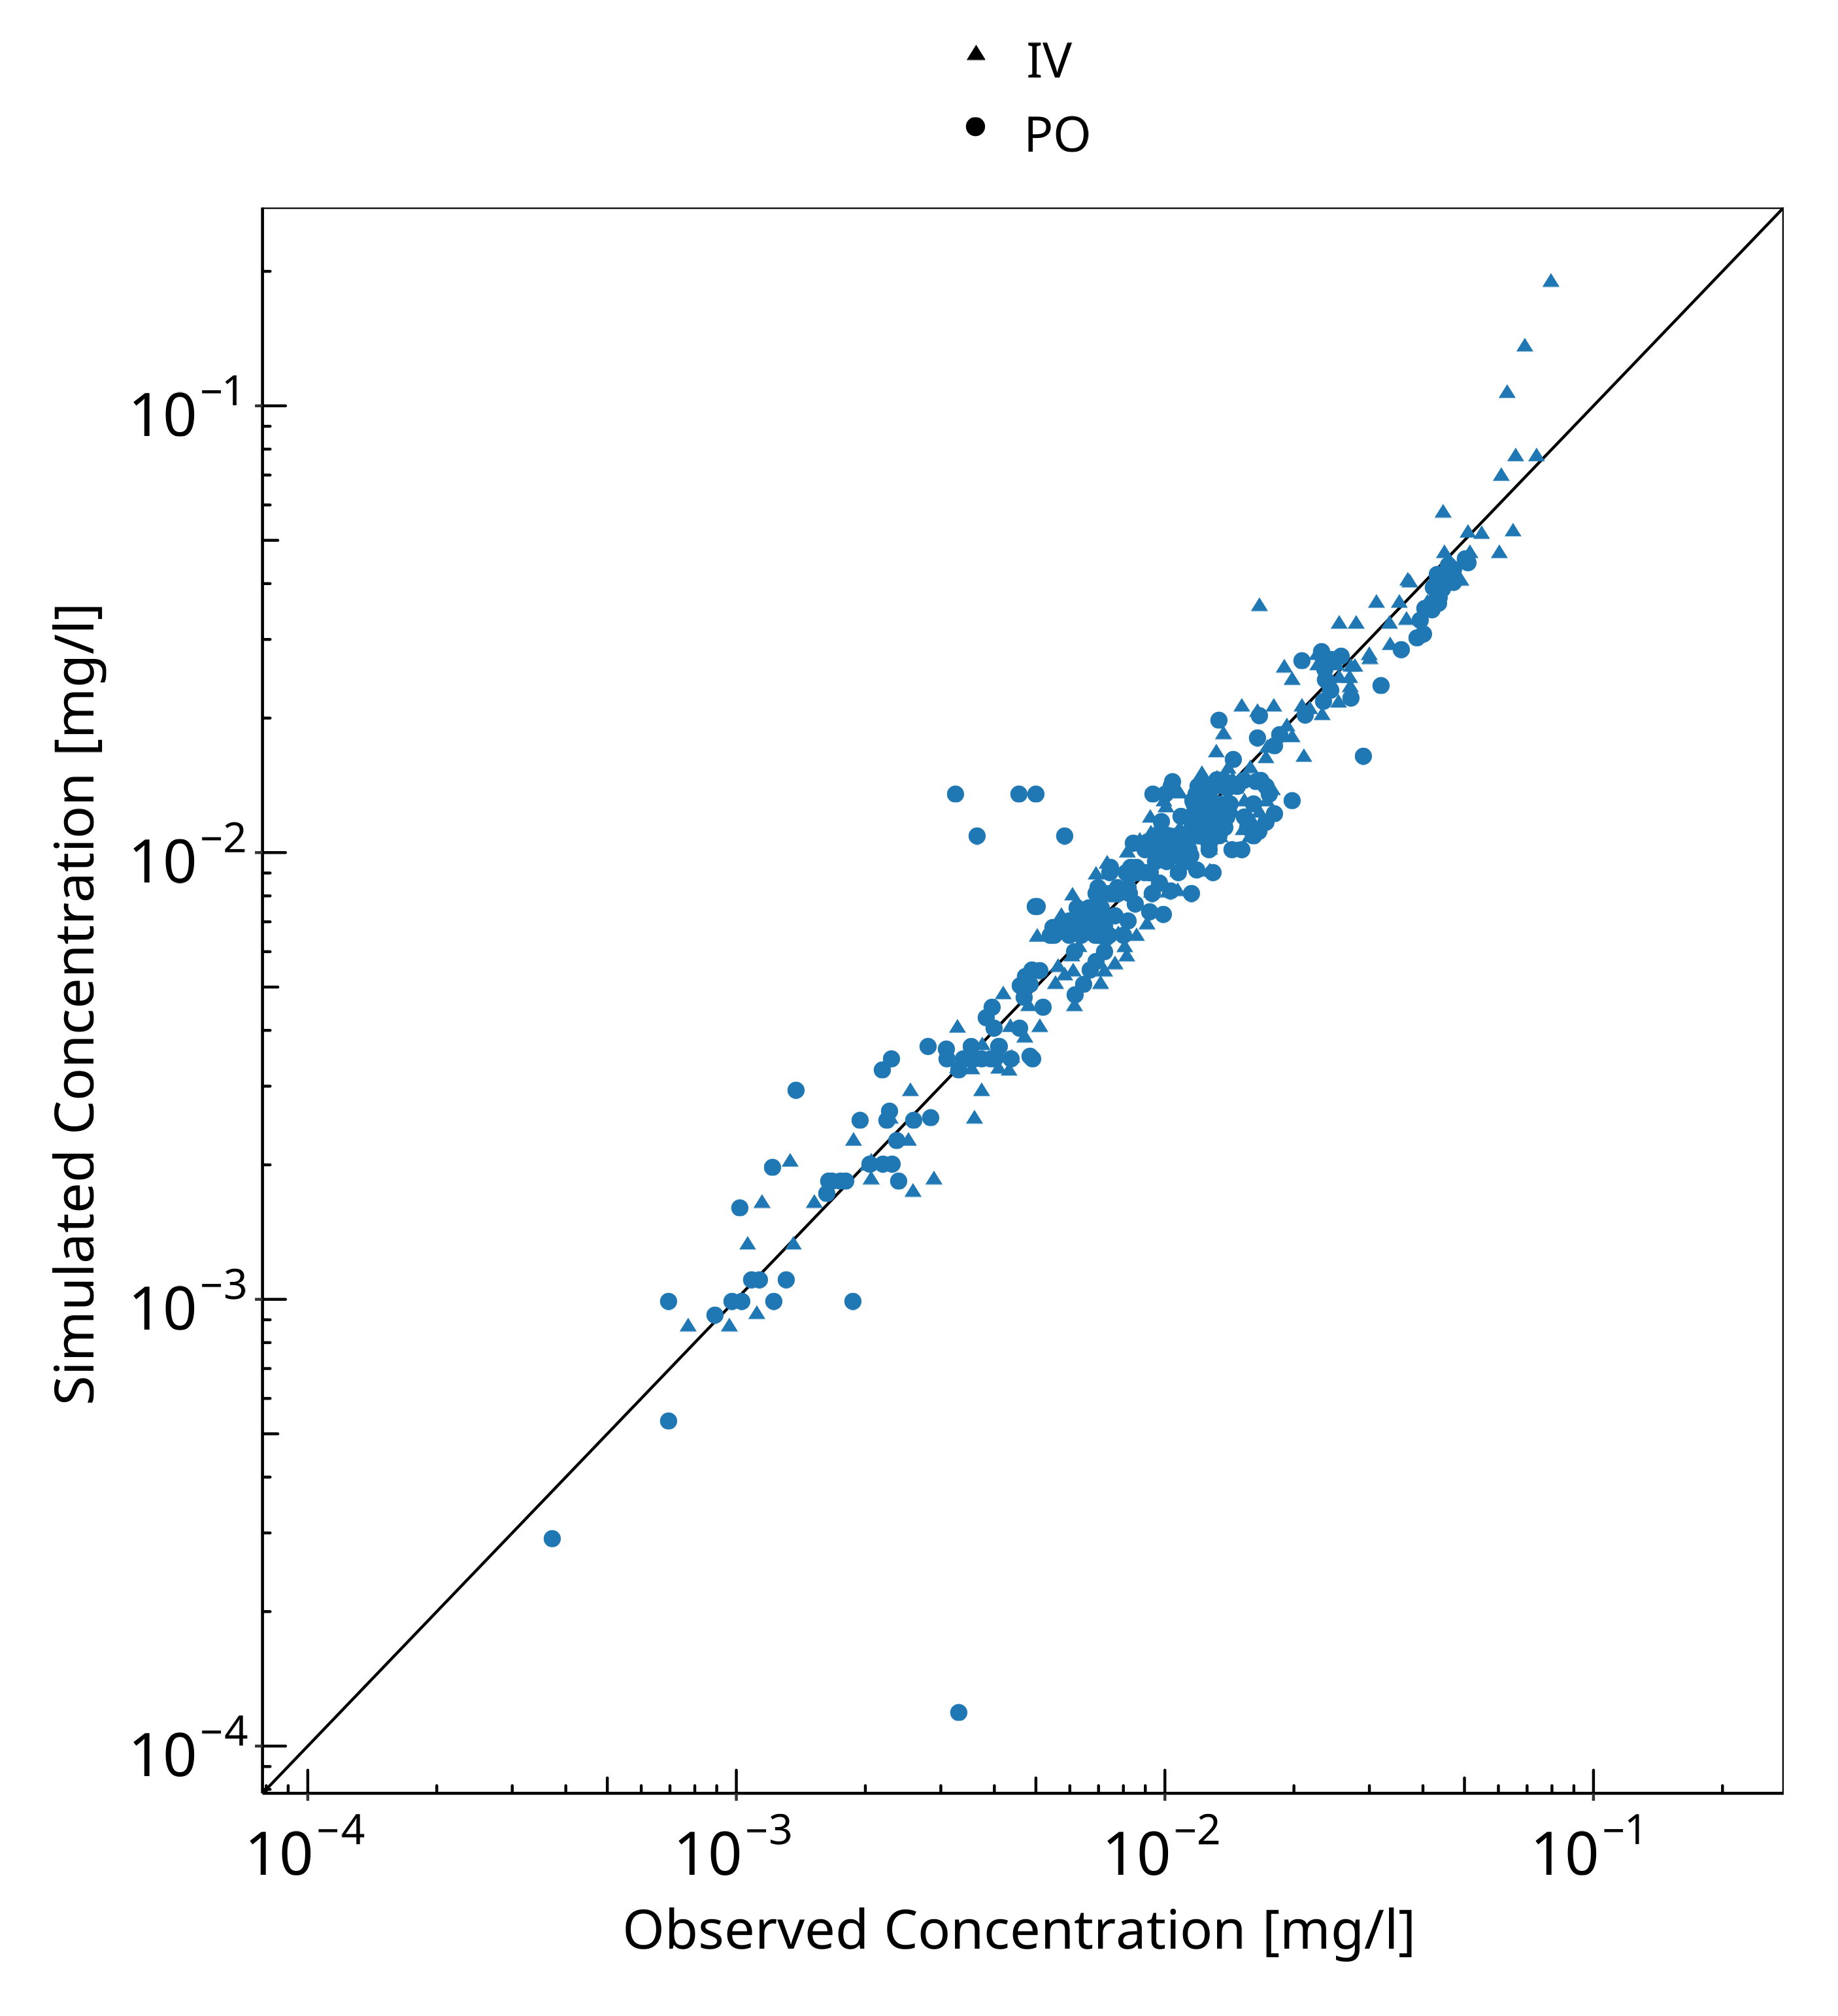 IV
PO
Simulated Concentration [mg/l]
10⁻¹
10⁻²
10⁻³
10⁻⁴
10⁻⁴ 10⁻³ 10⁻² 10⁻¹
Observed Concentration [mg/l]